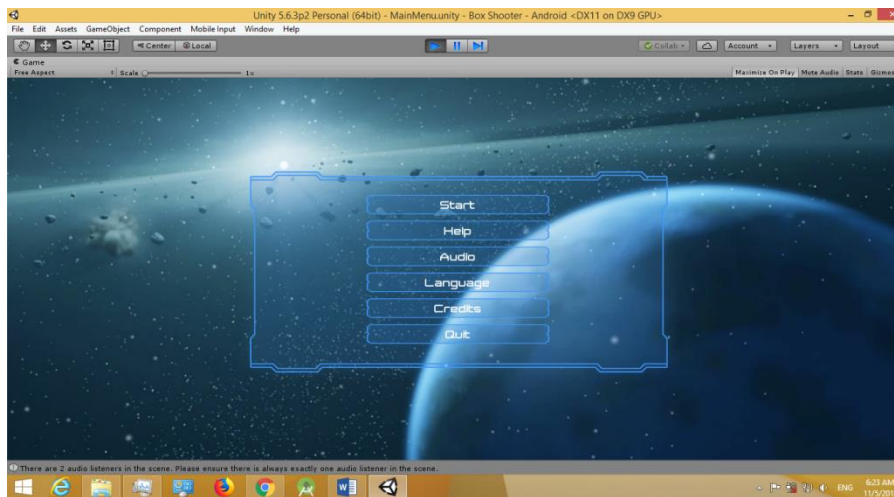 Unity 5.6.3p2 Personal (64bit) - MainMenu.unity - Box Shooter - Android <DX11 on DX9 GPU>
File Edit Assets GameObject Component Mobile Input Window Help
Center Local Collab Account Layers Layout
Game
Free Aspect Scale 1x Maximize On Play Mute Audio Stats Gizmos
Start
Help
Audio
Language
Credits
Quit
There are 2 audio listeners in the scene. Please ensure there is always exactly one audio listener in the scene.
ENG
6:23 AM